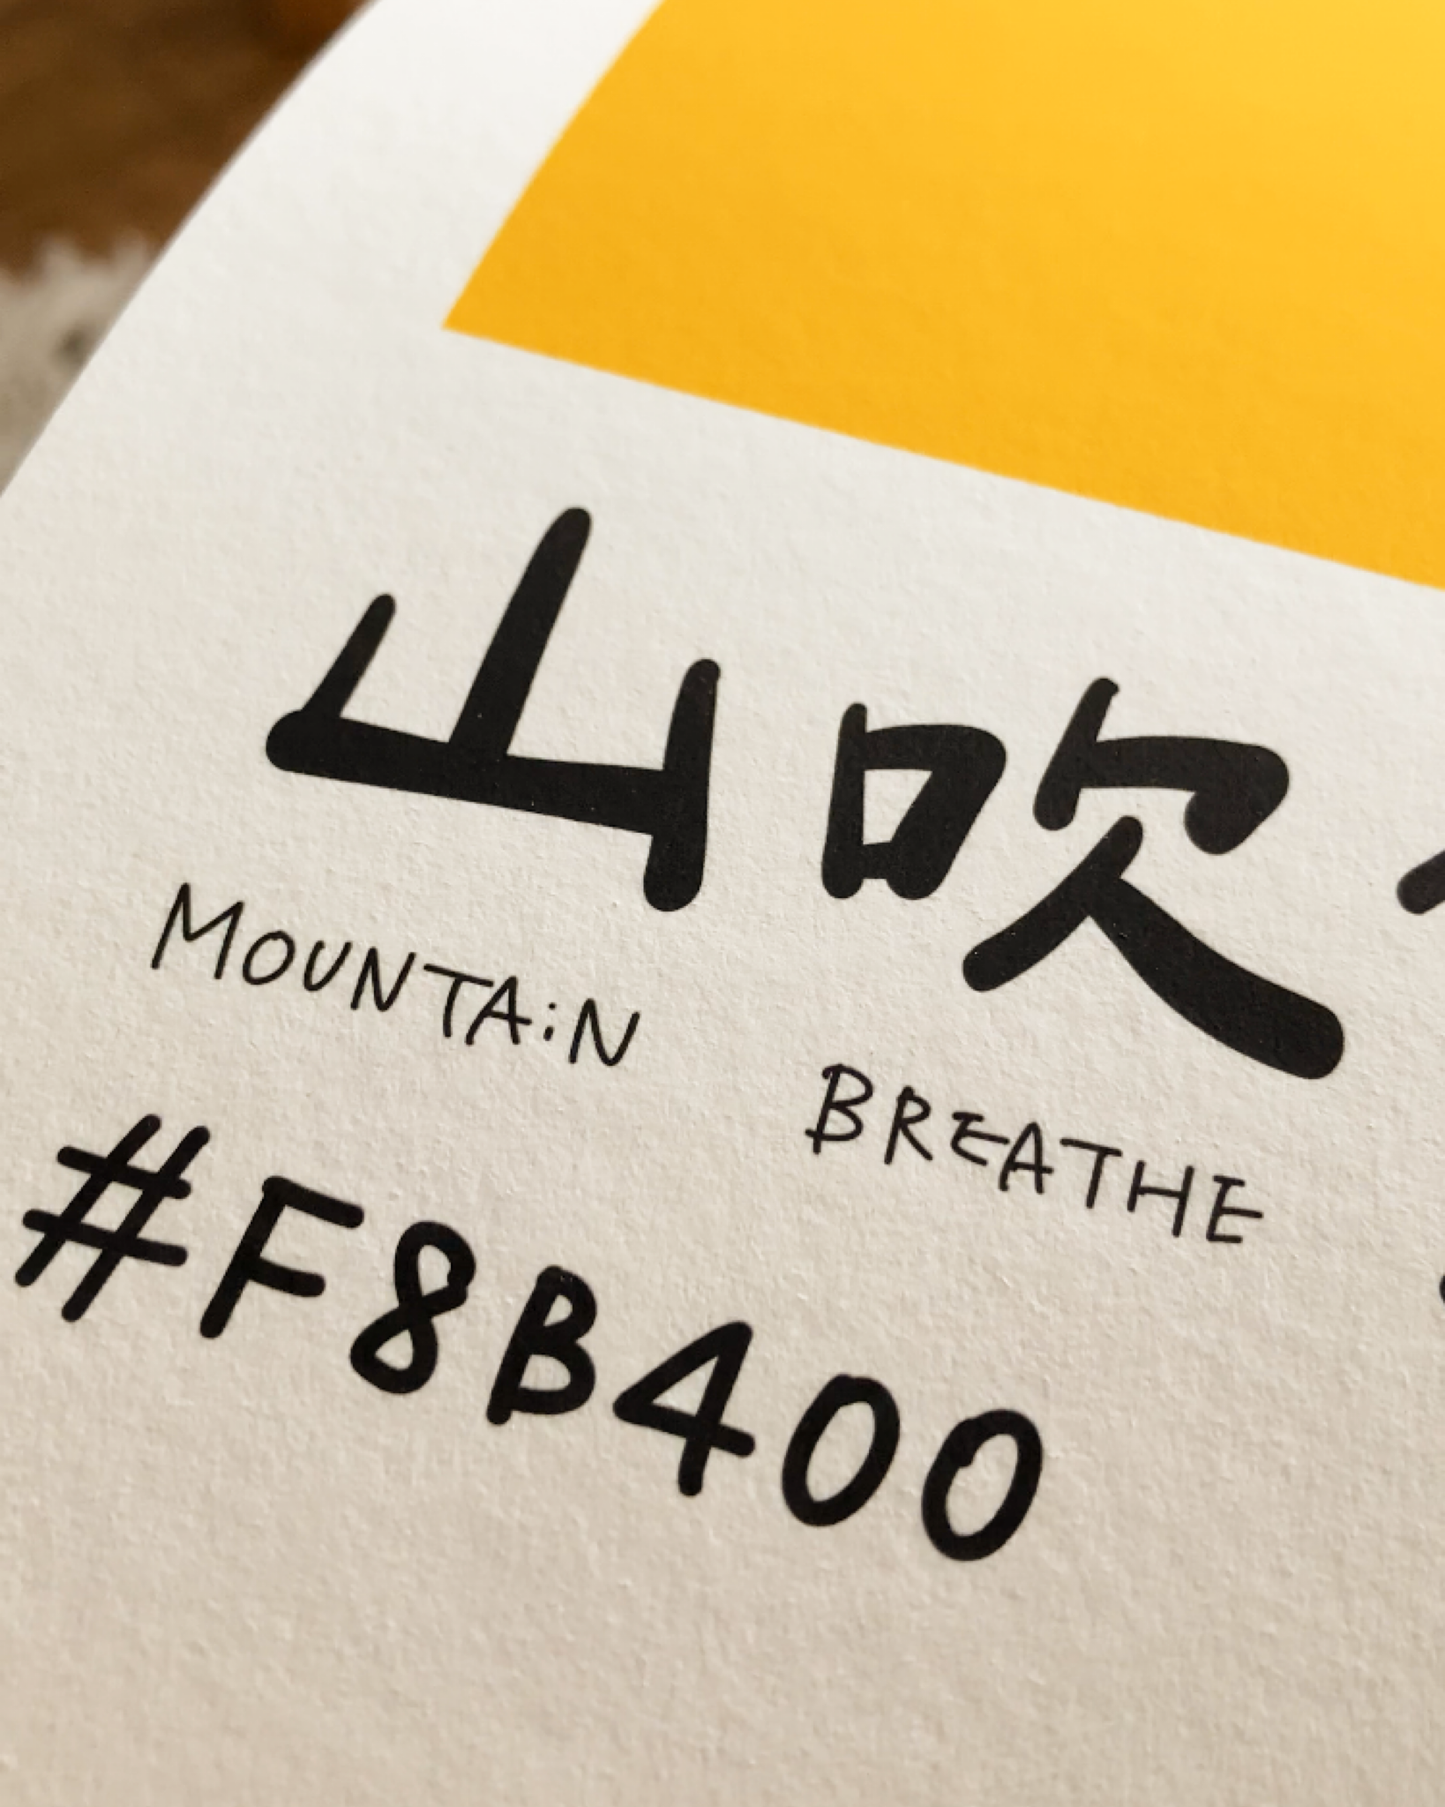 山吹
MOUNTAiN BREATHE
#F8B400